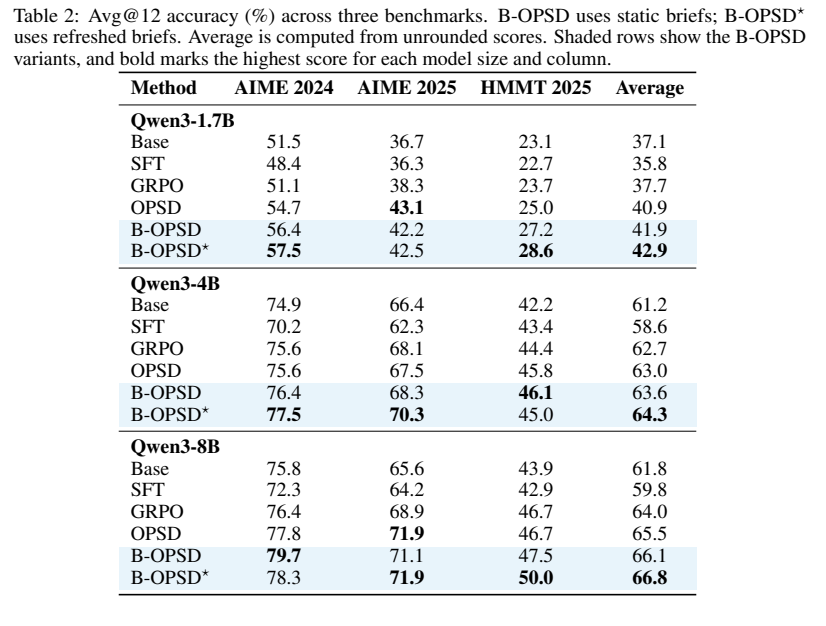 Table 2: Avg@12 accuracy (%) across three benchmarks. B-OPSD uses static briefs; B-OPSD⋆
uses refreshed briefs. Average is computed from unrounded scores. Shaded rows show the B-OPSD
variants, and bold marks the highest score for each model size and column.
Method AIME 2024 AIME 2025 HMMT 2025 Average
Qwen3-1.7B
Base 51.5 36.7 23.1 37.1
SFT 48.4 36.3 22.7 35.8
GRPO 51.1 38.3 23.7 37.7
OPSD 54.7 43.1 25.0 40.9
B-OPSD 56.4 42.2 27.2 41.9
B-OPSD⋆ 57.5 42.5 28.6 42.9
Qwen3-4B
Base 74.9 66.4 42.2 61.2
SFT 70.2 62.3 43.4 58.6
GRPO 75.6 68.1 44.4 62.7
OPSD 75.6 67.5 45.8 63.0
B-OPSD 76.4 68.3 46.1 63.6
B-OPSD⋆ 77.5 70.3 45.0 64.3
Qwen3-8B
Base 75.8 65.6 43.9 61.8
SFT 72.3 64.2 42.9 59.8
GRPO 76.4 68.9 46.7 64.0
OPSD 77.8 71.9 46.7 65.5
B-OPSD 79.7 71.1 47.5 66.1
B-OPSD⋆ 78.3 71.9 50.0 66.8